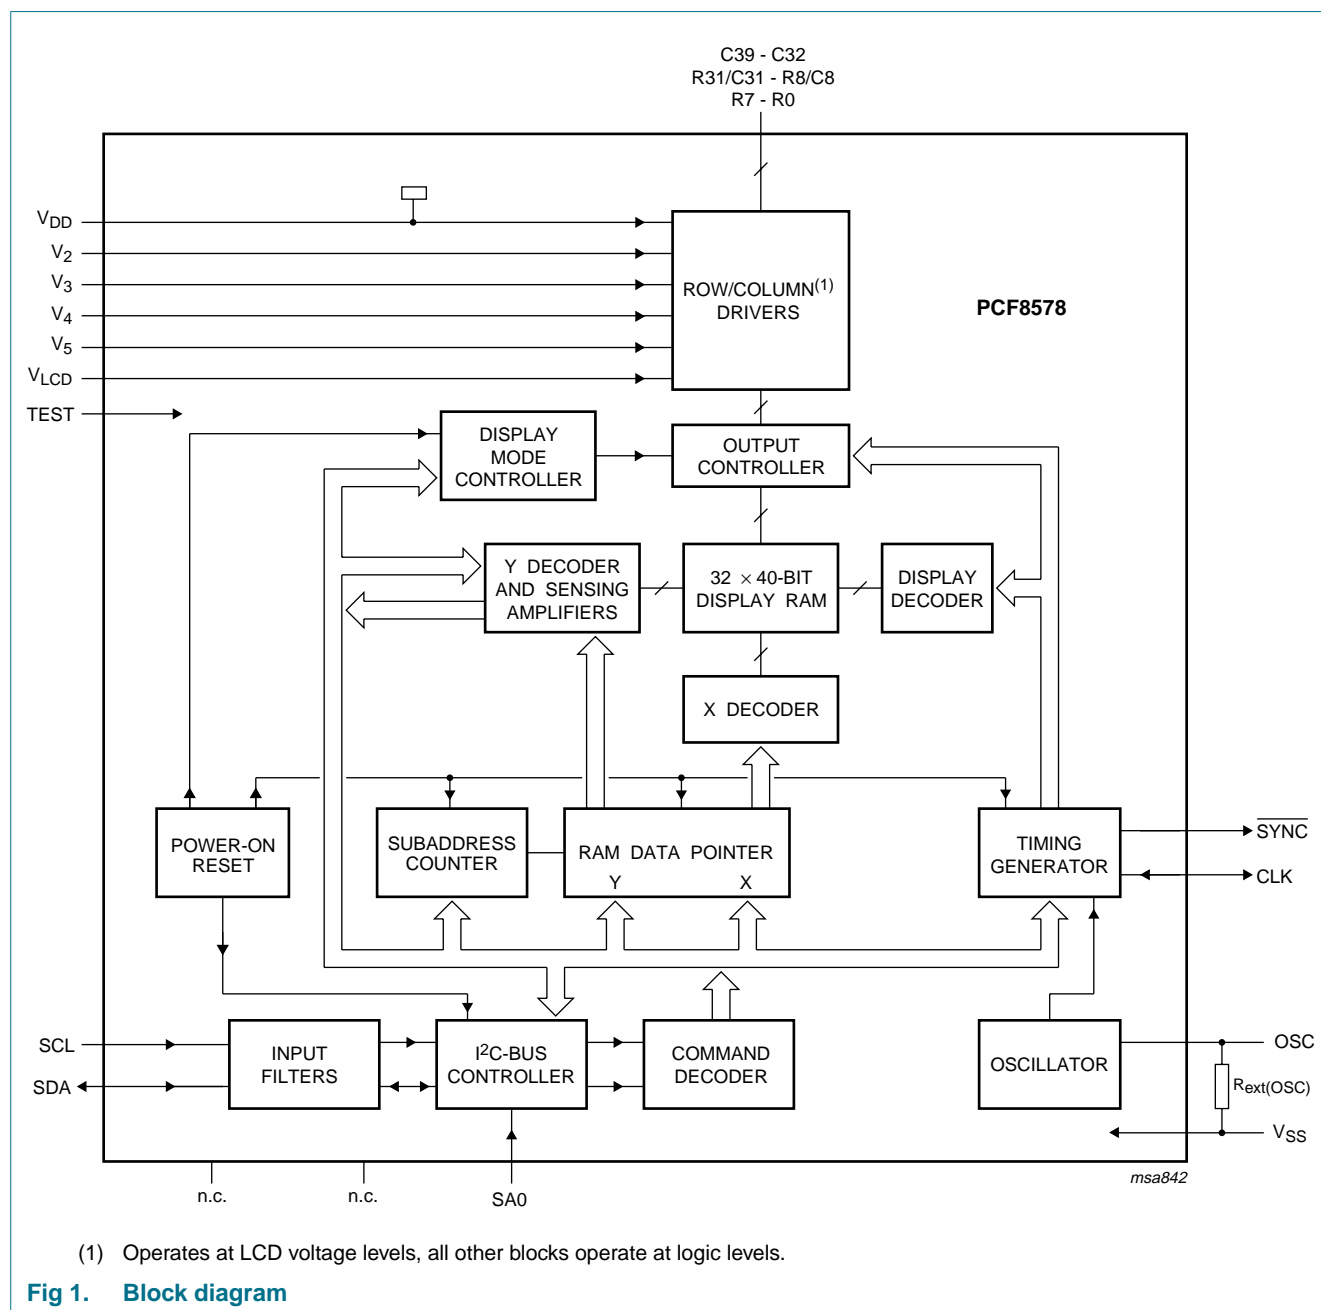 C39 - C32
R31/C31 - R8/C8
R7 - R0
VDD
V2
V3
V4
V5
VLCD
TEST
ROW/COLUMN(1)
DRIVERS
PCF8578
DISPLAY
MODE
CONTROLLER
OUTPUT
CONTROLLER
Y DECODER
AND SENSING
AMPLIFIERS
32 × 40-BIT
DISPLAY RAM
DISPLAY
DECODER
X DECODER
POWER-ON
RESET
SUBADDRESS
COUNTER
RAM DATA POINTER
Y X
TIMING
GENERATOR
SYNC
CLK
SCL
SDA
INPUT
FILTERS
I2C-BUS
CONTROLLER
COMMAND
DECODER
OSCILLATOR
OSC
Rext(OSC)
VSS
n.c.
n.c.
SA0
msa842
(1) Operates at LCD voltage levels, all other blocks operate at logic levels.
Fig 1. Block diagram